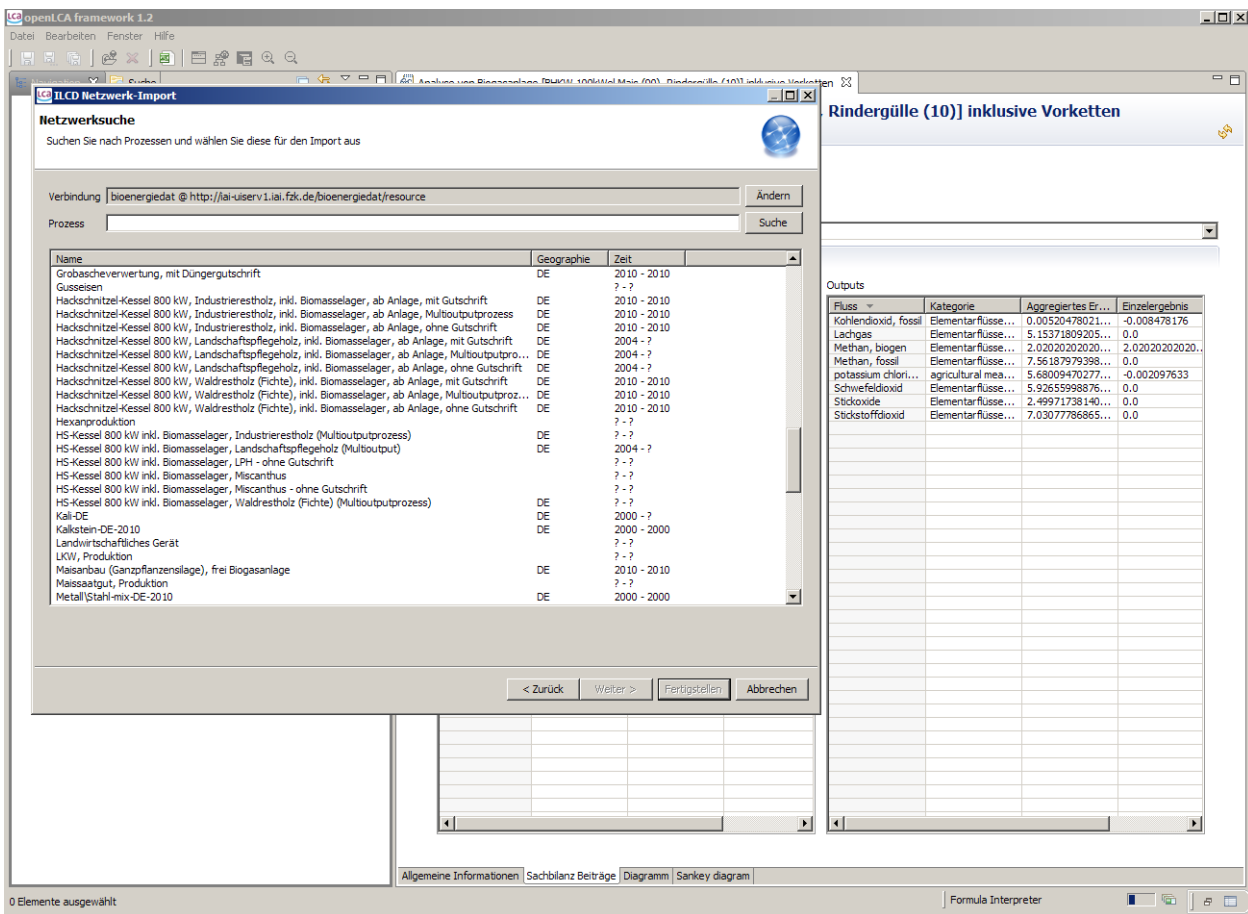 openLCA framework 1.2
Datei Bearbeiten Fenster Hilfe
Suche
Analyse von Biogasanlage
inklusive Vorketten
ILCD Netzwerk-Import
Netzwerksuche
Suchen Sie nach Prozessen und wählen Sie diese für den Import aus
Verbindung bioenergiedat @ http://iai-uiserv1.iai.fzk.de/bioenergiedat/resource Ändern
Prozess Suche
Name Geographie Zeit
Grobascheverwertung, mit Düngergutschrift DE 2010 - 2010
Gusseisen ? - ?
Hackschnitzel-Kessel 800 kW, Industrierestholz, inkl. Biomasselager, ab Anlage, mit Gutschrift DE 2010 - 2010
Hackschnitzel-Kessel 800 kW, Industrierestholz, inkl. Biomasselager, ab Anlage, Multioutputprozess DE 2010 - 2010
Hackschnitzel-Kessel 800 kW, Industrierestholz, inkl. Biomasselager, ab Anlage, ohne Gutschrift DE 2010 - 2010
Hackschnitzel-Kessel 800 kW, Landschaftspflegeholz, inkl. Biomasselager, ab Anlage, mit Gutschrift DE 2004 - ?
Hackschnitzel-Kessel 800 kW, Landschaftspflegeholz, inkl. Biomasselager, ab Anlage, Multioutputpro... DE 2004 - ?
Hackschnitzel-Kessel 800 kW, Landschaftspflegeholz, inkl. Biomasselager, ab Anlage, ohne Gutschrift DE 2004 - ?
Hackschnitzel-Kessel 800 kW, Waldrestholz (Fichte), inkl. Biomasselager, ab Anlage, mit Gutschrift DE 2010 - 2010
Hackschnitzel-Kessel 800 kW, Waldrestholz (Fichte), inkl. Biomasselager, ab Anlage, Multioutputproz... DE 2010 - 2010
Hackschnitzel-Kessel 800 kW, Waldrestholz (Fichte), inkl. Biomasselager, ab Anlage, ohne Gutschrift DE 2010 - 2010
Hexanproduktion ? - ?
HS-Kessel 800 kW inkl. Biomasselager, Industrierestholz (Multioutputprozess) DE ? - ?
HS-Kessel 800 kW inkl. Biomasselager, Landschaftspflegeholz (Multioutput) DE 2004 - ?
HS-Kessel 800 kW inkl. Biomasselager, LPH - ohne Gutschrift ? - ?
HS-Kessel 800 kW inkl. Biomasselager, Miscanthus ? - ?
HS-Kessel 800 kW inkl. Biomasselager, Miscanthus - ohne Gutschrift ? - ?
HS-Kessel 800 kW inkl. Biomasselager, Waldrestholz (Fichte) (Multioutputprozess) DE ? - ?
Kali-DE DE 2000 - ?
Kalkstein-DE-2010 DE 2000 - 2000
Landwirtschaftliches Gerät ? - ?
LKW, Produktion ? - ?
Maisanbau (Ganzpflanzensilage), frei Biogasanlage DE 2010 - 2010
Maissaatgut, Produktion ? - ?
Metall\Stahl-mix-DE-2010 DE 2000 - 2000
< Zurück Weiter > Fertigstellen Abbrechen
Rindergülle (10)] inklusive Vorketten
Outputs
Fluss Kategorie Aggregiertes Er... Einzelergebnis
Kohlendioxid, fossil Elementarflüsse... 0.00520478021... -0.008478176
Lachgas Elementarflüsse... 5.15371809205... 0.0
Methan, biogen Elementarflüsse... 2.02020202020... 2.02020202020..
Methan, fossil Elementarflüsse... 7.56187979398... 0.0
potassium chlori... agricultural mea... 5.68009470277... -0.002097633
Schwefeldioxid Elementarflüsse... 5.92655998876... 0.0
Stickoxide Elementarflüsse... 2.49971738140... 0.0
Stickstoffdioxid Elementarflüsse... 7.03077786865... 0.0
Allgemeine Informationen Sachbilanz Beiträge Diagramm Sankey diagram
0 Elemente ausgewählt
Formula Interpreter